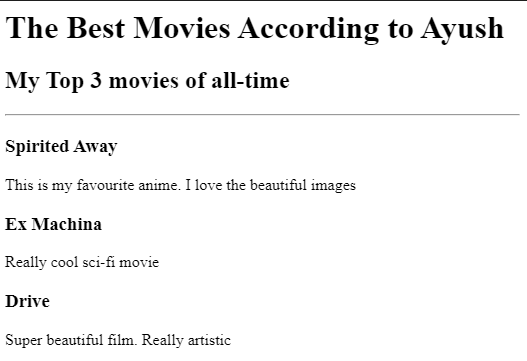 The Best Movies According to Ayush
My Top 3 movies of all-time
Spirited Away
This is my favourite anime. I love the beautiful images
Ex Machina
Really cool sci-fi movie
Drive
Super beautiful film. Really artistic